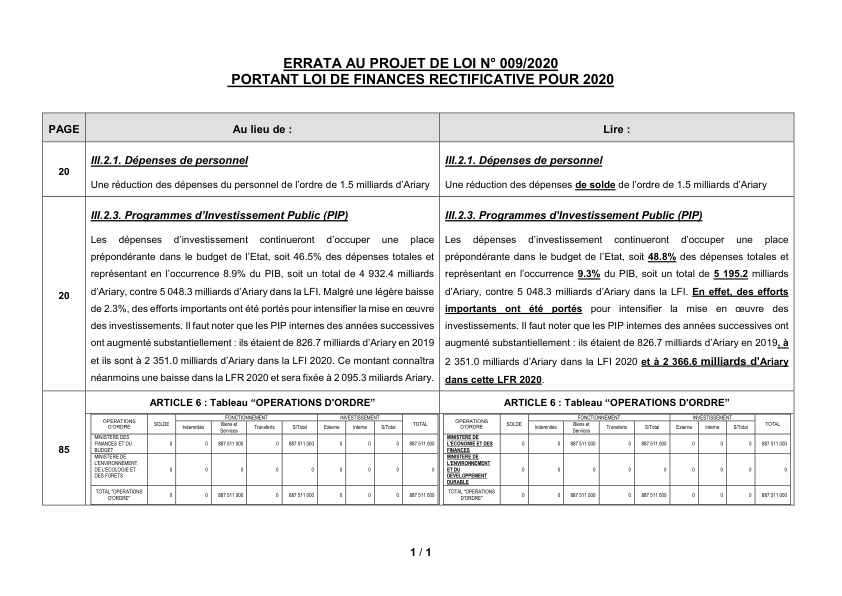 ERRATA AU PROJET DE LOI N° 009/2020
PORTANT LOI DE FINANCES RECTIFICATIVE POUR 2020
PAGE
Au lieu de :
Lire :
20
III.2.1. Dépenses de personnel
Une réduction des dépenses du personnel de l'ordre de 1.5 milliards d'Ariary
III.2.1. Dépenses de personnel
Une réduction des dépenses de solde de l'ordre de 1.5 milliards d'Ariary
20
III.2.3. Programmes d'Investissement Public (PIP)
Les dépenses d'investissement continueront d'occuper une place
prépondérante dans le budget de l'Etat, soit 46.5% des dépenses totales et
représentant en l'occurrence 8.9% du PIB, soit un total de 4 932.4 milliards
d'Ariary, contre 5 048.3 milliards d'Ariary dans la LFI. Malgré une légère baisse
de 2.3%, des efforts importants ont été portés pour intensifier la mise en œuvre
des investissements. Il faut noter que les PIP internes des années successives
ont augmenté substantiellement : ils étaient de 826.7 milliards d'Ariary en 2019
et ils sont à 2 351.0 milliards d'Ariary dans la LFI 2020. Ce montant connaîtra
néanmoins une baisse dans la LFR 2020 et sera fixée à 2 095.3 milliards Ariary.
III.2.3. Programmes d'Investissement Public (PIP)
Les dépenses d'investissement continueront d'occuper une place
prépondérante dans le budget de l'Etat, soit 48.8% des dépenses totales et
représentant en l'occurrence 9.3% du PIB, soit un total de 5 195.2 milliards
d'Ariary, contre 5 048.3 milliards d'Ariary dans la LFI. En effet, des efforts
importants ont été portés pour intensifier la mise en œuvre des
investissements. Il faut noter que les PIP internes des années successives ont
augmenté substantiellement : ils étaient de 826.7 milliards d'Ariary en 2019, à
2 351.0 milliards d'Ariary dans la LFI 2020 et à 2 366.6 milliards d'Ariary
dans cette LFR 2020.
85
ARTICLE 6 : Tableau “OPERATIONS D'ORDRE”
OPERATIONS D'ORDRE
SOLDE
FONCTIONNEMENT
INVESTISSEMENT
TOTAL
Indemnités
Biens et Services
Transferts
S/Total
Externe
Interne
S/Total
MINISTERE DES FINANCES ET DU BUDGET
0 0 887 511 000 0 887 511 000 0 0 0 887 511 000
MINISTERE DE L'ENVIRONNEMENT, DE L'ECOLOGIE ET DES FORETS
0 0 0 0 0 0 0 0 0
TOTAL "OPERATIONS D'ORDRE"
0 0 887 511 000 0 887 511 000 0 0 0 887 511 000
ARTICLE 6 : Tableau “OPERATIONS D'ORDRE”
OPERATIONS D'ORDRE
SOLDE
FONCTIONNEMENT
INVESTISSEMENT
TOTAL
Indemnités
Biens et Services
Transferts
S/Total
Externe
Interne
S/Total
MINISTERE DE L'ECONOMIE ET DES FINANCES
0 0 887 511 000 0 887 511 000 0 0 0 887 511 000
MINISTERE DE L'ENVIRONNEMENT ET DU DEVELOPPEMENT DURABLE
0 0 0 0 0 0 0 0 0
TOTAL "OPERATIONS D'ORDRE"
0 0 887 511 000 0 887 511 000 0 0 0 887 511 000
1 / 1